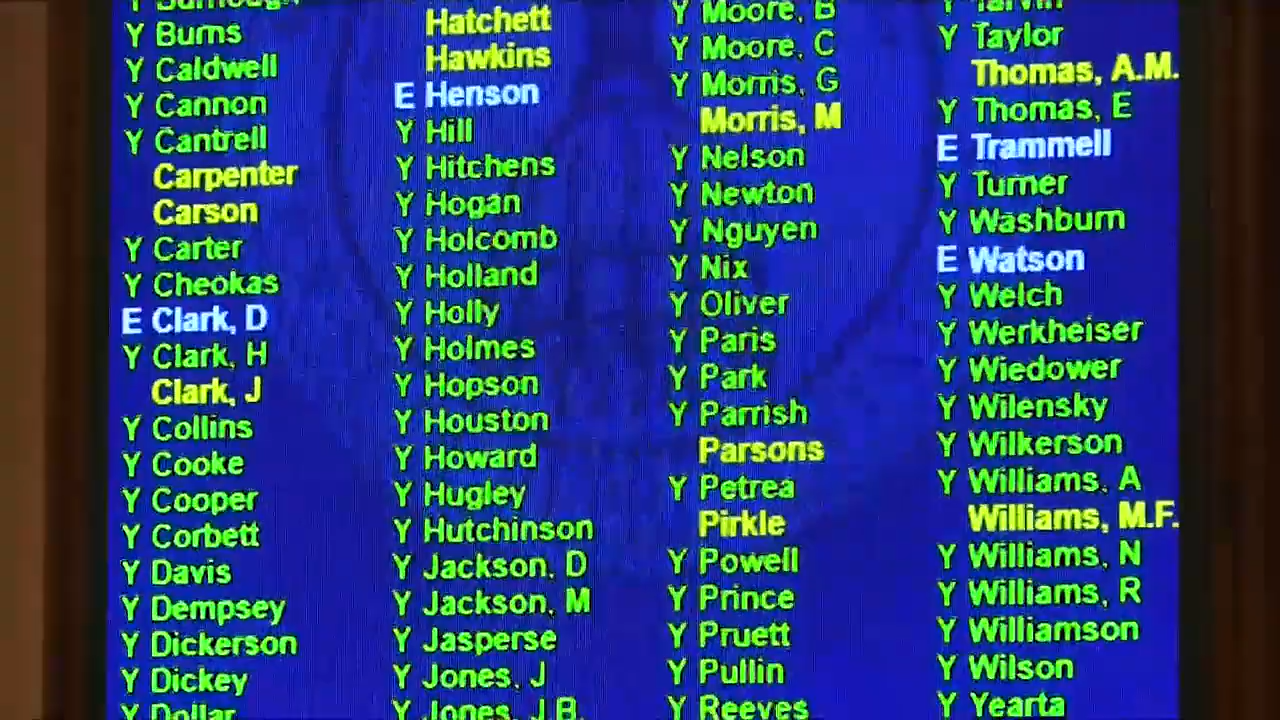 Y Burns
Y Caldwell
Y Cannon
Y Cantrell
Carpenter
Carson
Y Carter
Y Cheokas
E Clark, D
Y Clark, H
Clark, J
Y Collins
Y Cooke
Y Cooper
Y Corbett
Y Davis
Y Dempsey
Y Dickerson
Y Dickey
Y Dollar
Hatchett
Hawkins
E Henson
Y Hill
Y Hitchens
Y Hogan
Y Holcomb
Y Holland
Y Holly
Y Holmes
Y Hopson
Y Houston
Y Howard
Y Hugley
Y Hutchinson
Y Jackson, D
Y Jackson, M
Y Jasperse
Y Jones, J
Y Jones, J.B.
Y Moore, B
Y Moore, C
Y Morris, G
Morris, M
Y Nelson
Y Newton
Y Nguyen
Y Nix
Y Oliver
Y Paris
Y Park
Y Parrish
Parsons
Y Petrea
Pirkle
Y Powell
Y Prince
Y Pruett
Y Pullin
Y Reeves
Y Tarvin
Y Taylor
Thomas, A.M.
Y Thomas, E
E Trammell
Y Turner
Y Washburn
E Watson
Y Welch
Y Werkheiser
Y Wiedower
Y Wilensky
Y Wilkerson
Y Williams, A
Williams, M.F.
Y Williams, N
Y Williams, R
Y Williamson
Y Wilson
Y Yearta